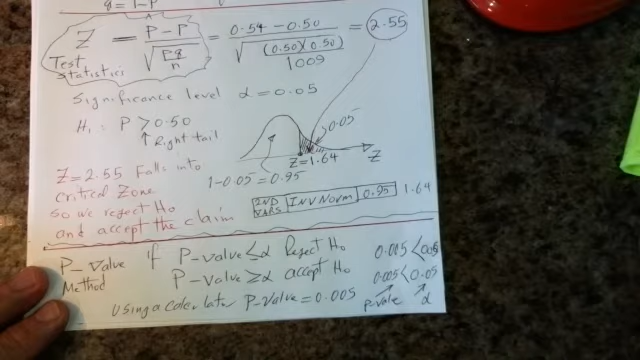 q = 1-P
Z = P̂ - P / √(Pq/n) = 0.54 - 0.50 / √((0.50)(0.50)/1009) = 2.55
Test
Statistics
Significance level α = 0.05
H₁: P > 0.50
↑ Right tail
0.05
Z=1.64
Z
1-0.05=0.95
Z=2.55 Falls into
critical Zone
so we reject H₀
and accept the claim
2ND VARS INVNorm 0.95 1.64
P-Value
Method
if P-value < α Reject H₀ 0.005 < 0.05
P-value ≥ α accept H₀ 0.005 < 0.05
P-value α
Using a calculater P-Value = 0.005